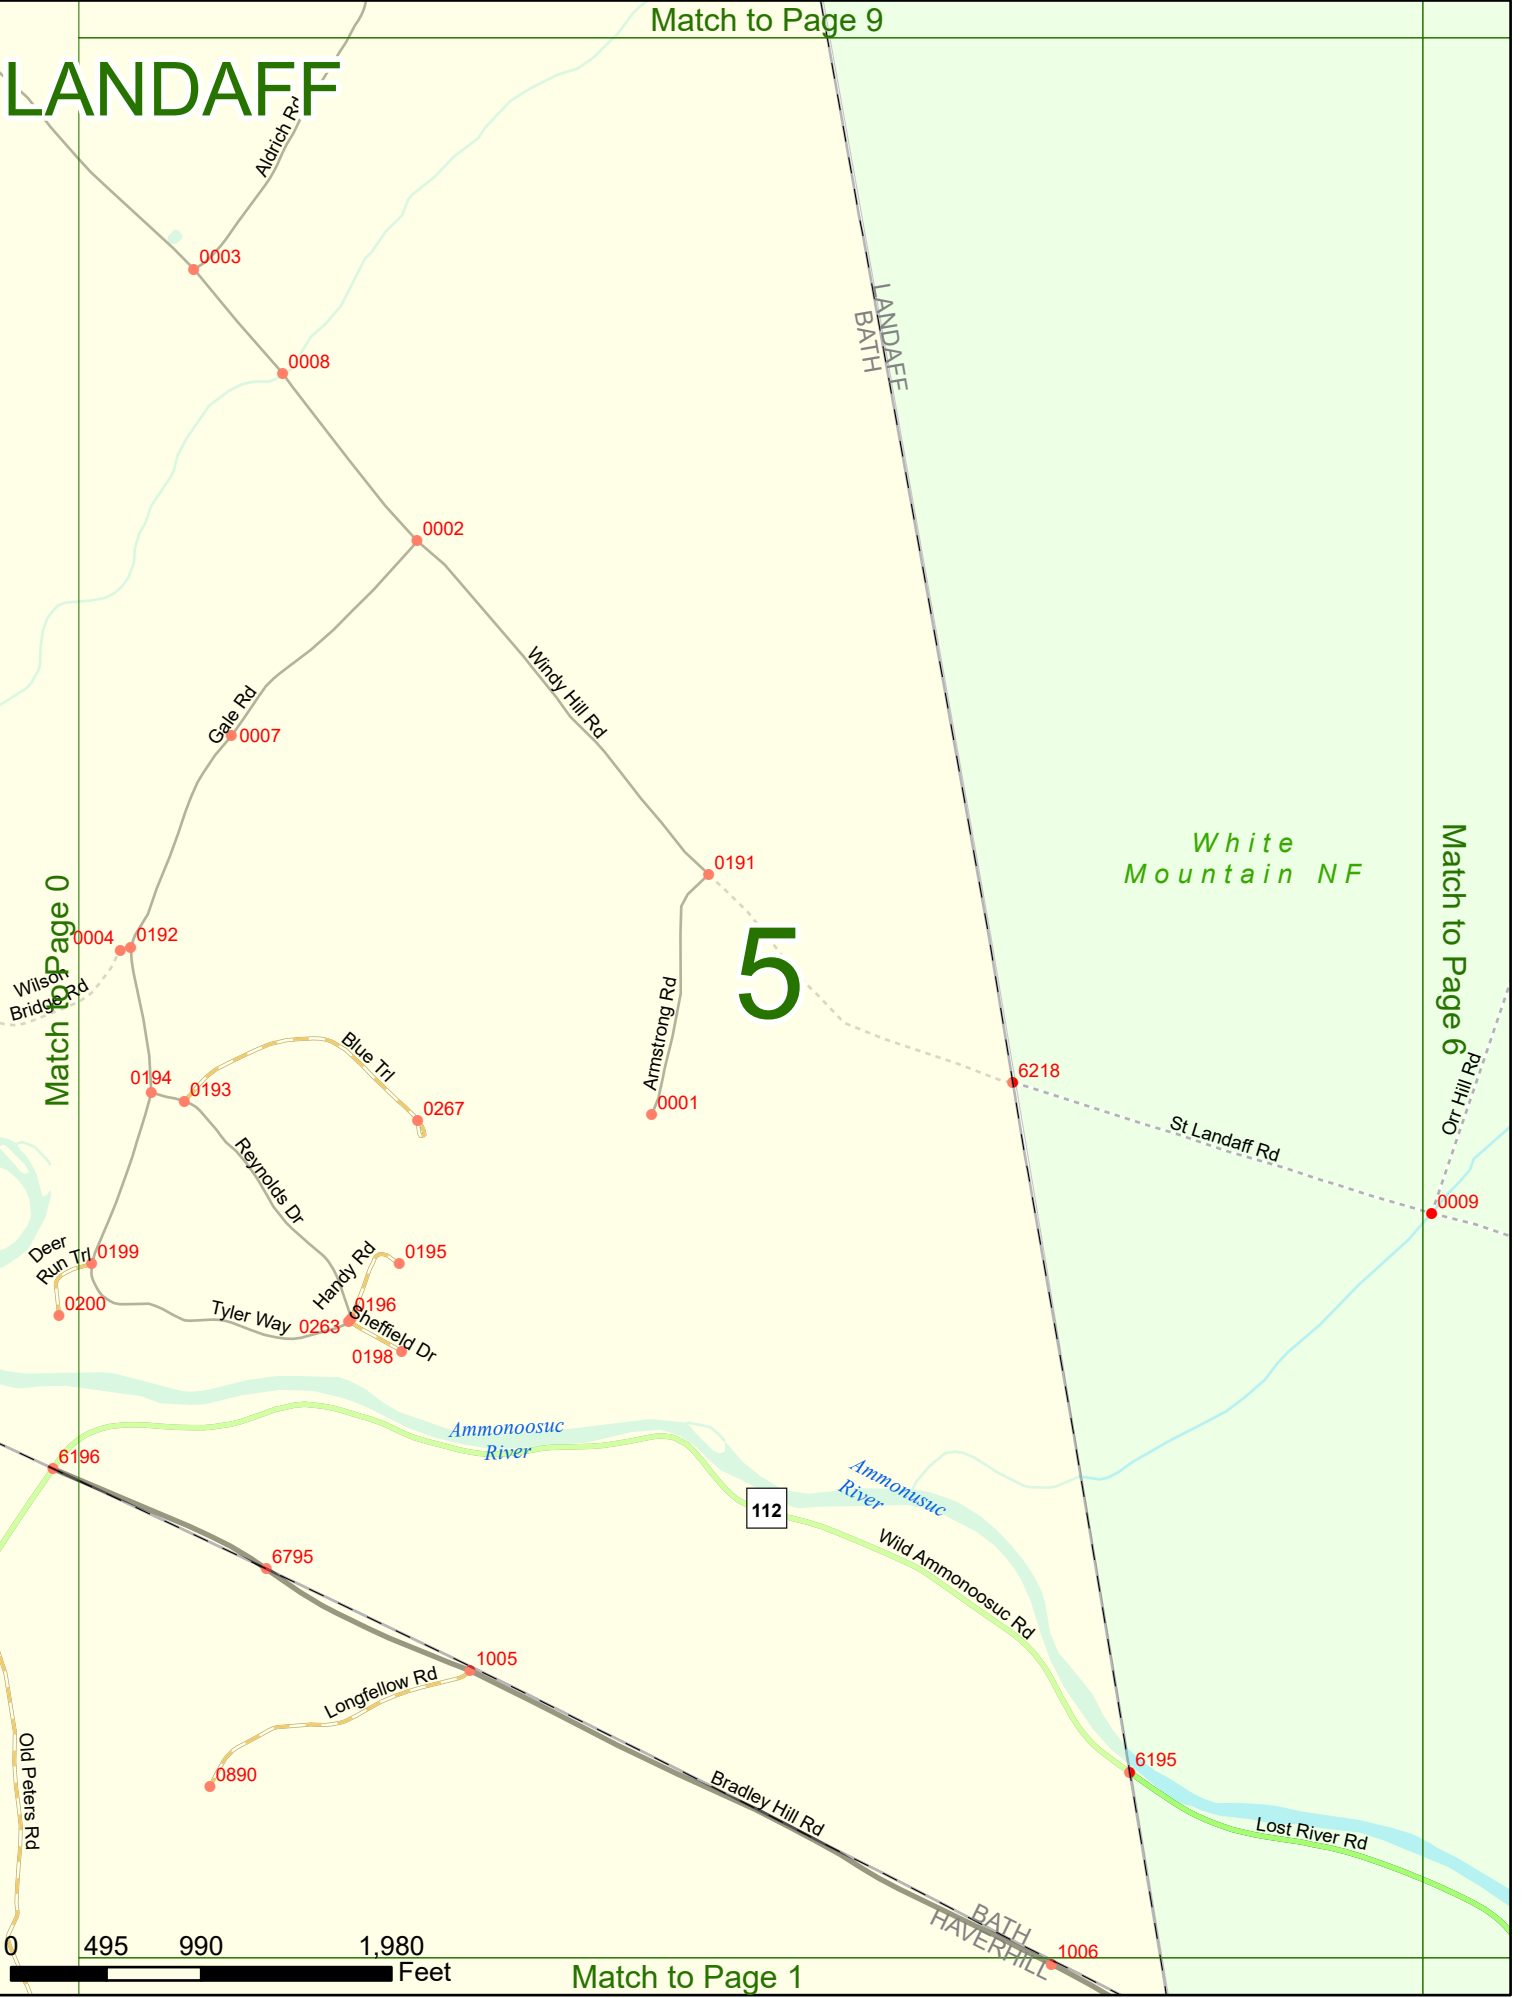 Match to Page 9
LANDAFF
Aldrich Rd
0003
LANDAFF
BATH
0008
0002
Windy Hill Rd
Gale Rd
0007
White
Mountain NF
Match to Page 6
0191
Match to Page 0
0004
0192
5
Wilson
Bridge Rd
Armstrong Rd
Blue Trl
0194
0193
0267
0001
6218
Orr Hill Rd
St Landaff Rd
Reynolds Dr
0009
Deer
Run Trl
0199
Handy Rd
0195
0200
0196
Tyler Way
0263
Sheffield Dr
0198
Ammonoosuc
River
6196
Ammonusuc
River
112
Wild Ammonoosuc Rd
6795
1005
Longfellow Rd
Old Peters Rd
0890
6195
Bradley Hill Rd
Lost River Rd
BATH
HAVERHILL
1006
0 495 990 1,980
Feet
Match to Page 1